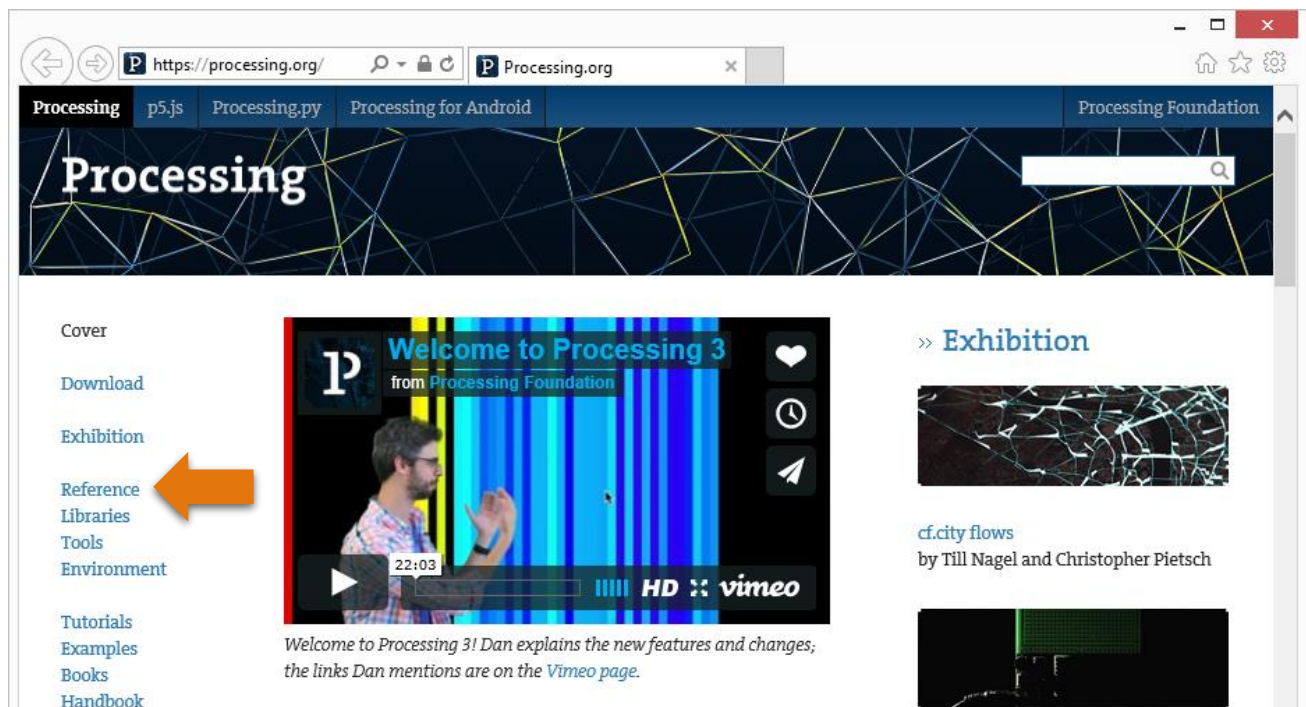 https://processing.org/
Processing.org
Processing p5.js Processing.py Processing for Android Processing Foundation
Processing
Cover
Download
Exhibition
Reference
Libraries
Tools
Environment
Tutorials
Examples
Books
Handbook
Welcome to Processing 3
from Processing Foundation
22:03
HD vimeo
Welcome to Processing 3! Dan explains the new features and changes;
the links Dan mentions are on the Vimeo page.
» Exhibition
cf.city flows
by Till Nagel and Christopher Pietsch